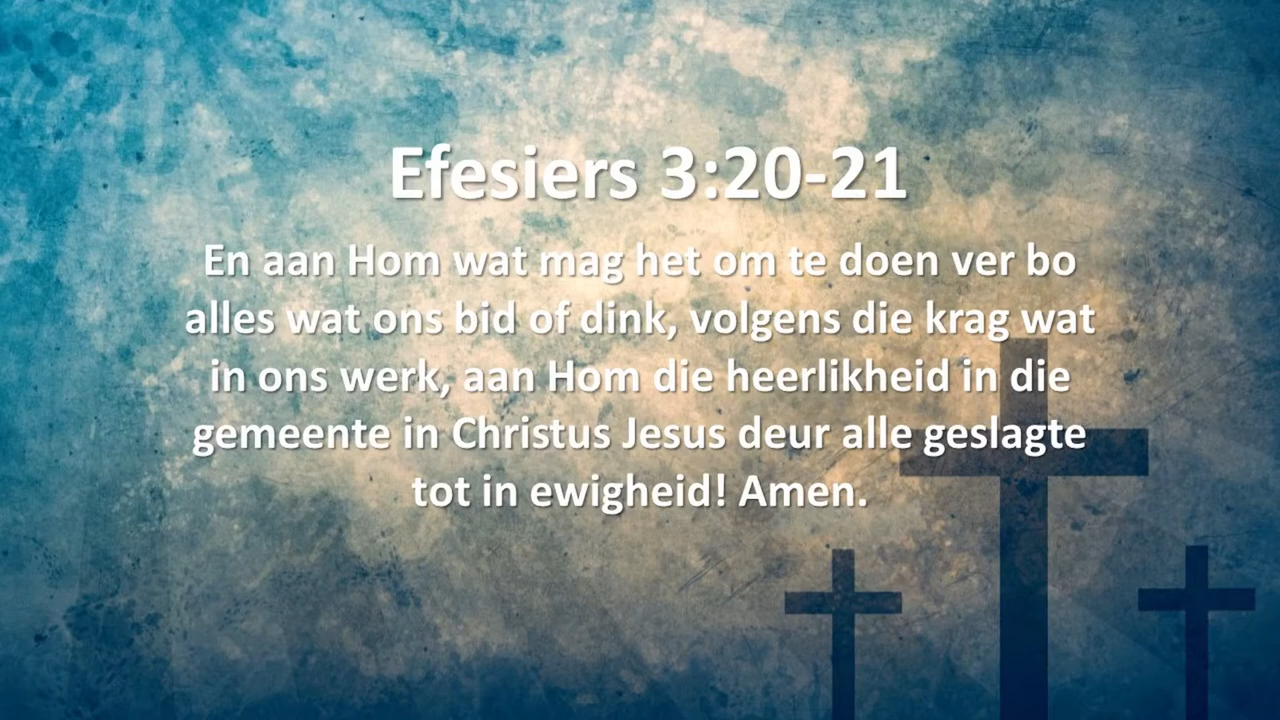 Efesiers 3:20-21
En aan Hom wat mag het om te doen ver bo
alles wat ons bid of dink, volgens die krag wat
in ons werk, aan Hom die heerlikheid in die
gemeente in Christus Jesus deur alle geslagte
tot in ewigheid! Amen.